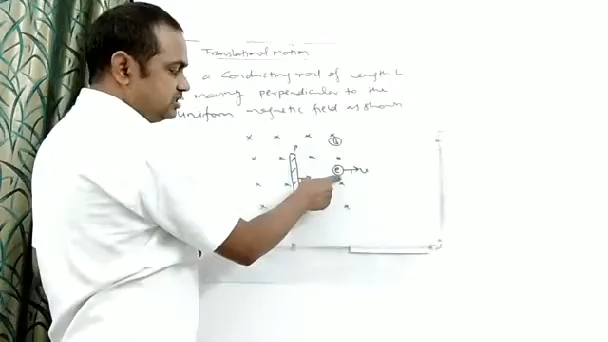 Translational motion
a conducting rod of length L
moving perpendicular to the
uniform magnetic field as shown
× × × ×
B
P
× × × ×
e
v
× × ×
× ×